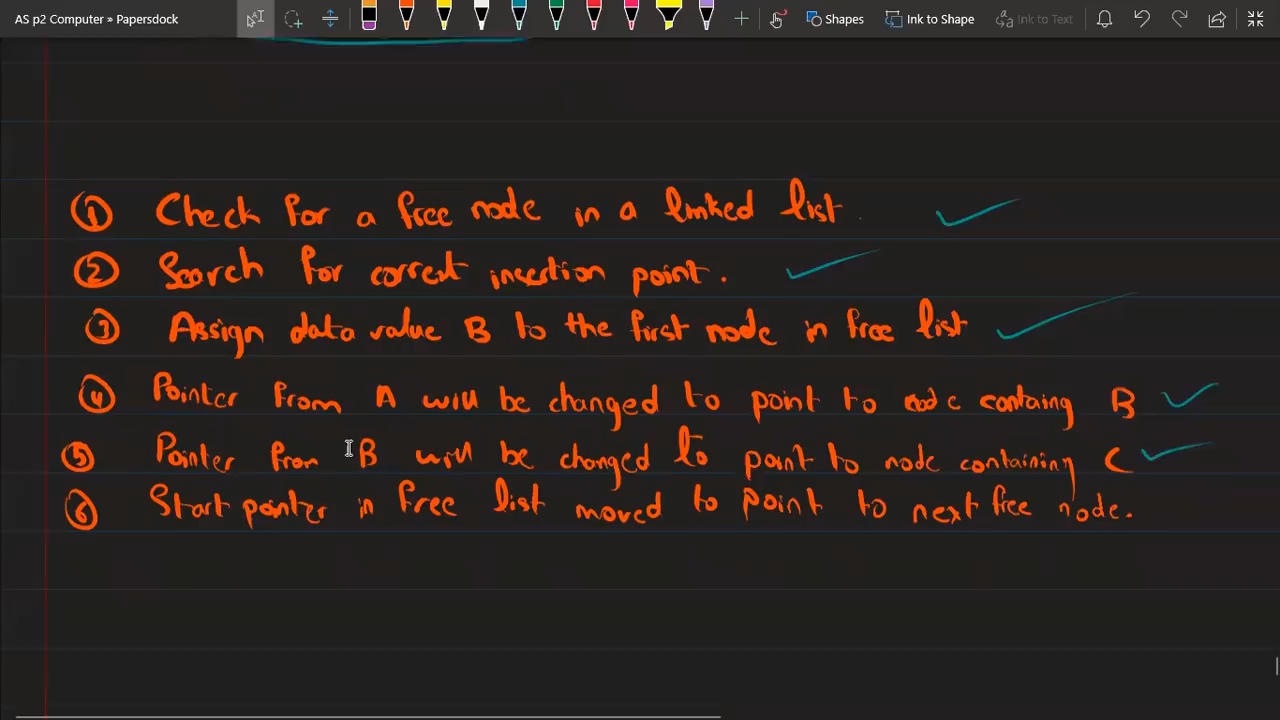 AS p2 Computer » Papersdock
Shapes
Ink to Shape
Ink to Text
① Check for a free node in a linked list.
② Search for correct insertion point.
③ Assign data value B to the first node in free list
④ Pointer from A will be changed to point to node containg B
⑤ Pointer from B will be changed to point to node containing C
⑥ Start pointer in free list moved to point to next free node.